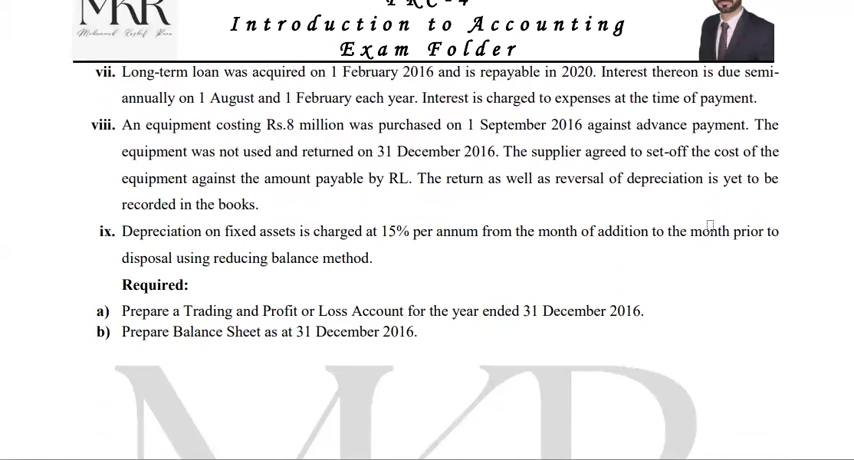 MKR
Muhammad Kashif Rana
PRC-4
Introduction to Accounting
Exam Folder
vii. Long-term loan was acquired on 1 February 2016 and is repayable in 2020. Interest thereon is due semi-
annually on 1 August and 1 February each year. Interest is charged to expenses at the time of payment.
viii. An equipment costing Rs.8 million was purchased on 1 September 2016 against advance payment. The
equipment was not used and returned on 31 December 2016. The supplier agreed to set-off the cost of the
equipment against the amount payable by RL. The return as well as reversal of depreciation is yet to be
recorded in the books.
ix. Depreciation on fixed assets is charged at 15% per annum from the month of addition to the month prior to
disposal using reducing balance method.
Required:
a) Prepare a Trading and Profit or Loss Account for the year ended 31 December 2016.
b) Prepare Balance Sheet as at 31 December 2016.
MKR